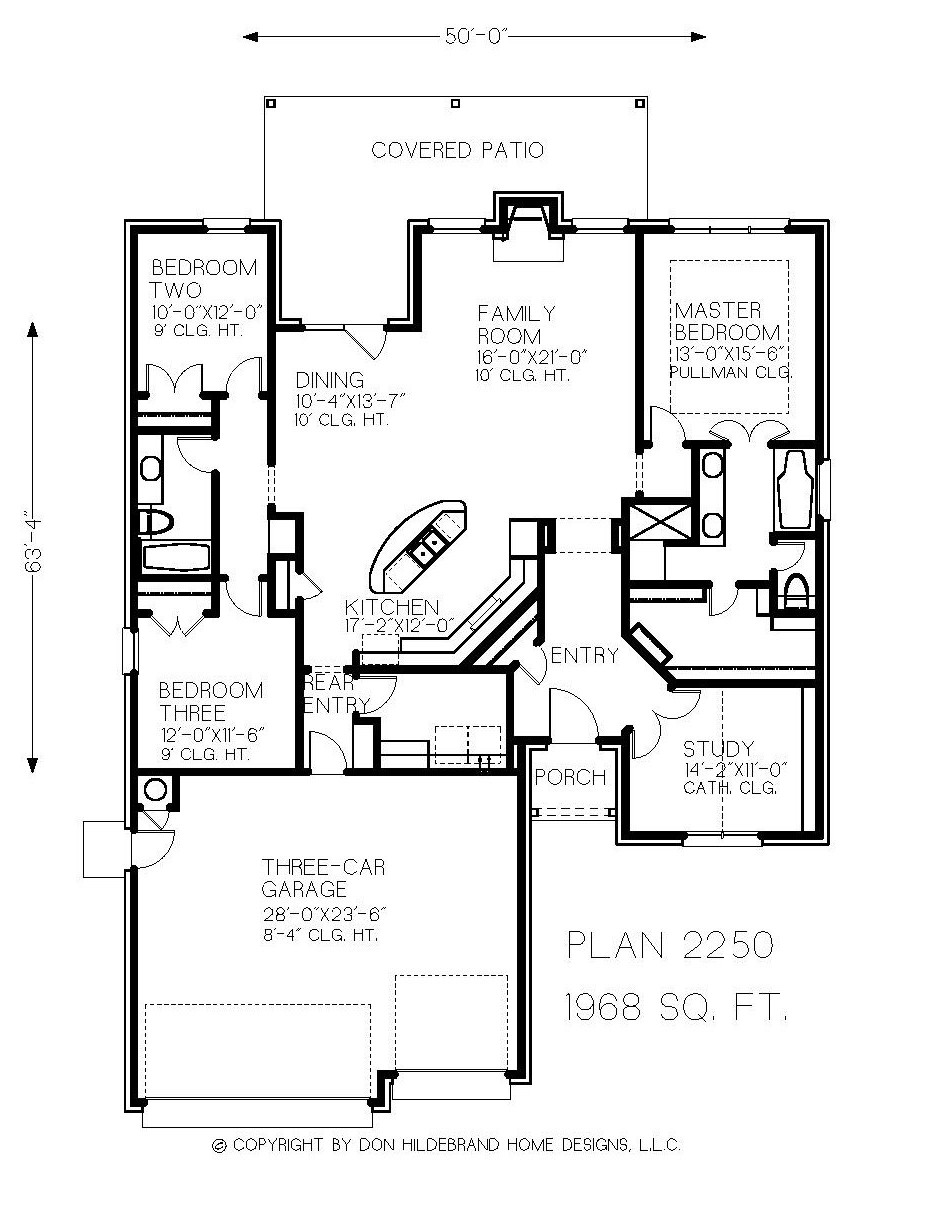 50'-0"
COVERED PATIO
BEDROOM
TWO
10'-0"X12'-0"
9' CLG. HT.
FAMILY
ROOM
16'-0"X21'-0"
10' CLG. HT.
MASTER
BEDROOM
13'-0"X15'-6"
PULLMAN CLG.
DINING
10'-4"X13'-7"
10' CLG. HT.
63'-4"
KITCHEN
17'-2"X12'-0"
ENTRY
REAR
ENTRY
BEDROOM
THREE
12'-0"X11'-6"
9' CLG. HT.
STUDY
14'-2"X11'-0"
CATH. CLG.
PORCH
THREE-CAR
GARAGE
28'-0"X23'-6"
8'-4" CLG. HT.
PLAN 2250
1968 SQ. FT.
© COPYRIGHT BY DON HILDEBRAND HOME DESIGNS, L.L.C.